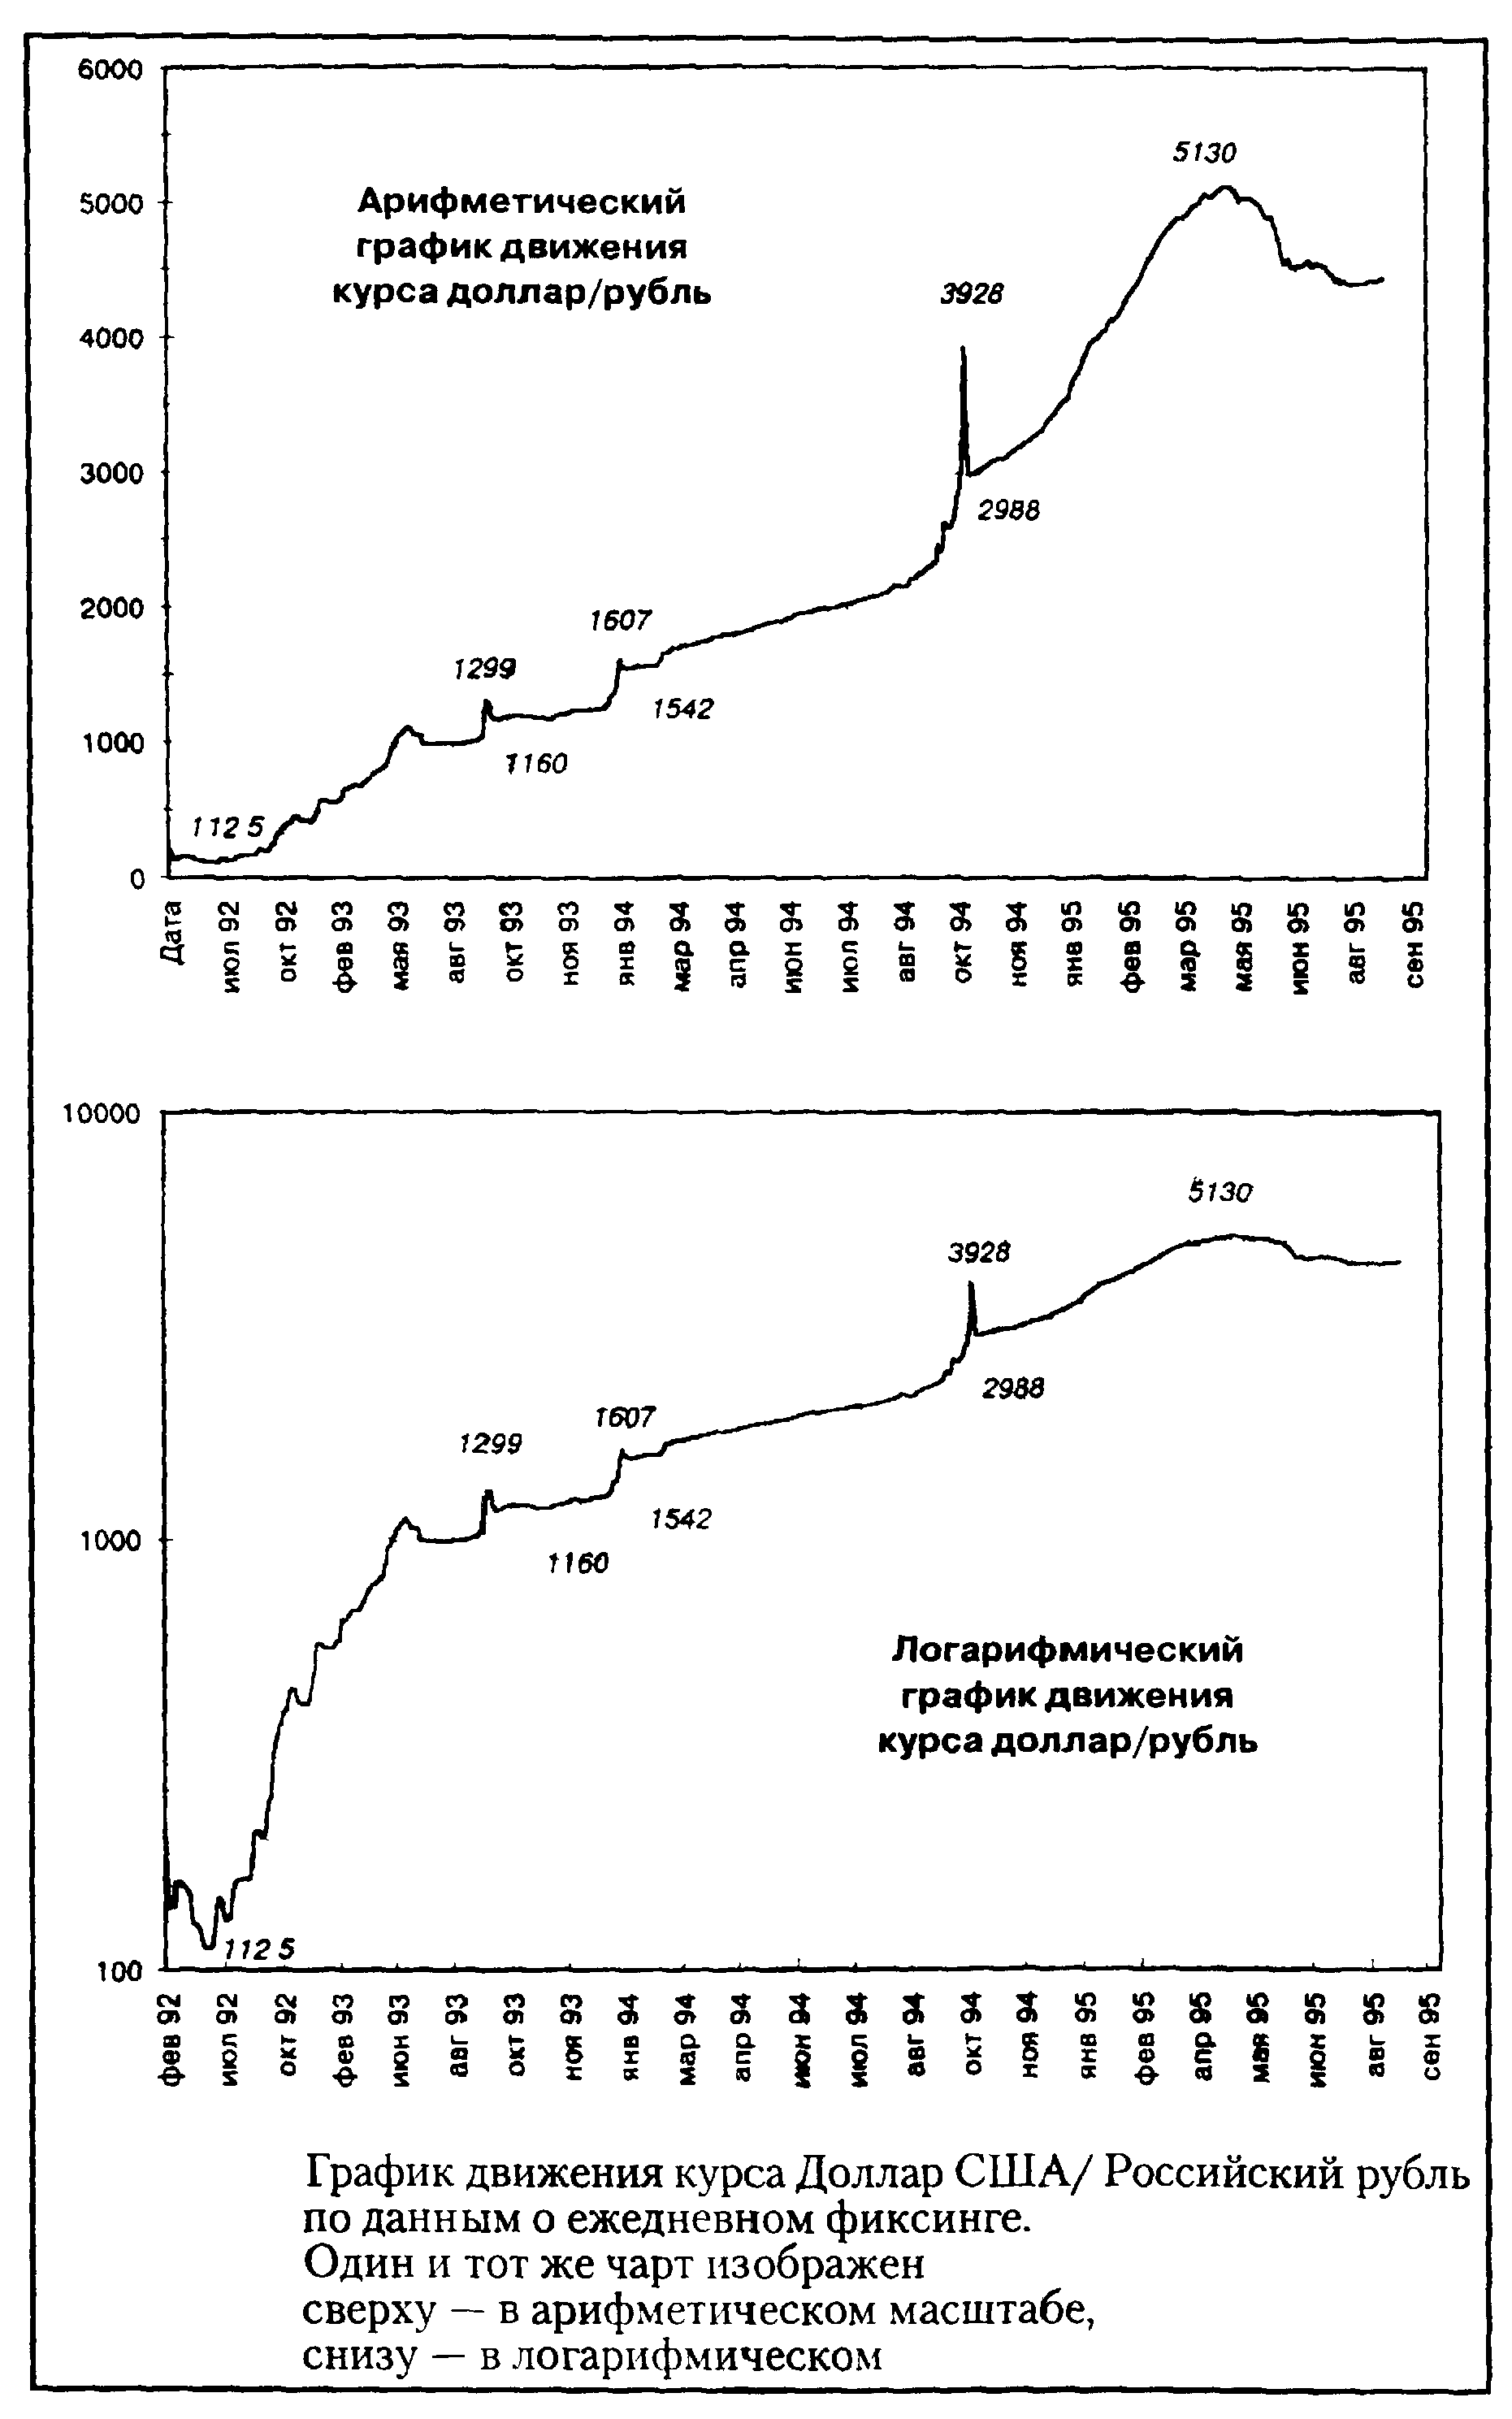 6000
5000
4000
3000
2000
1000
0
Арифметический
график движения
курса доллар/рубль
5130
3928
2988
1607
1299
1542
1160
112 5
Дата
июл 92
окт 92
фев 93
мая 93
авг 93
окт 93
ноя 93
янв 94
мар 94
апр 94
июн 94
июл 94
авг 94
окт 94
ноя 94
янв 95
фев 95
мар 95
мая 95
июн 95
авг 95
сен 95
10000
1000
100
5130
3928
2988
1607
1299
1542
1160
Логарифмический
график движения
курса доллар/рубль
112 5
фев 92
июл 92
окт 92
фев 93
июн 93
авг 93
окт 93
ноя 93
янв 94
мар 94
апр 94
июн 94
июл 94
авг 94
окт 94
ноя 94
янв 95
фев 95
апр 95
мая 95
июн 95
авг 95
сен 95
График движения курса Доллар США/ Российский рубль
по данным о ежедневном фиксинге.
Один и тот же чарт изображен
сверху — в арифметическом масштабе,
снизу — в логарифмическом